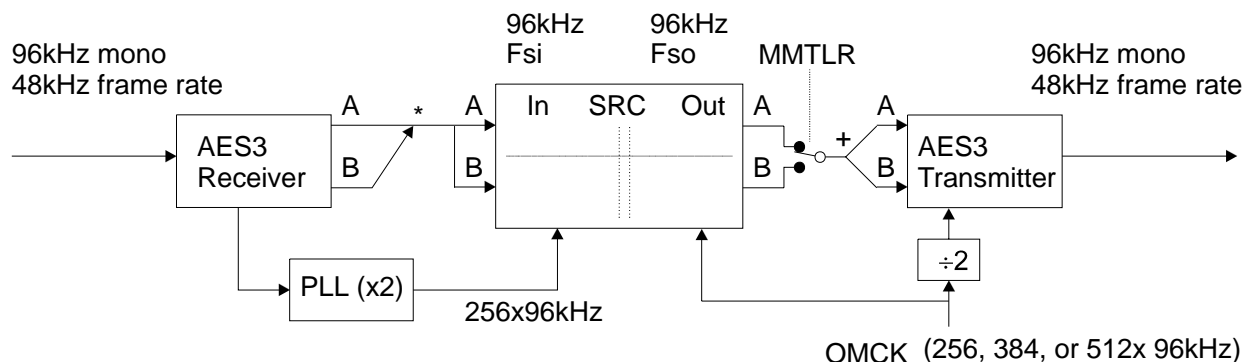 96kHz mono
48kHz frame rate
96kHz
Fsi
96kHz
Fso
MMTLR
96kHz mono
48kHz frame rate
AES3
Receiver
A
B
*
A
B
In
SRC
Out
A
B
+
A
B
AES3
Transmitter
PLL (x2)
256x96kHz
÷2
OMCK (256, 384, or 512x 96kHz)